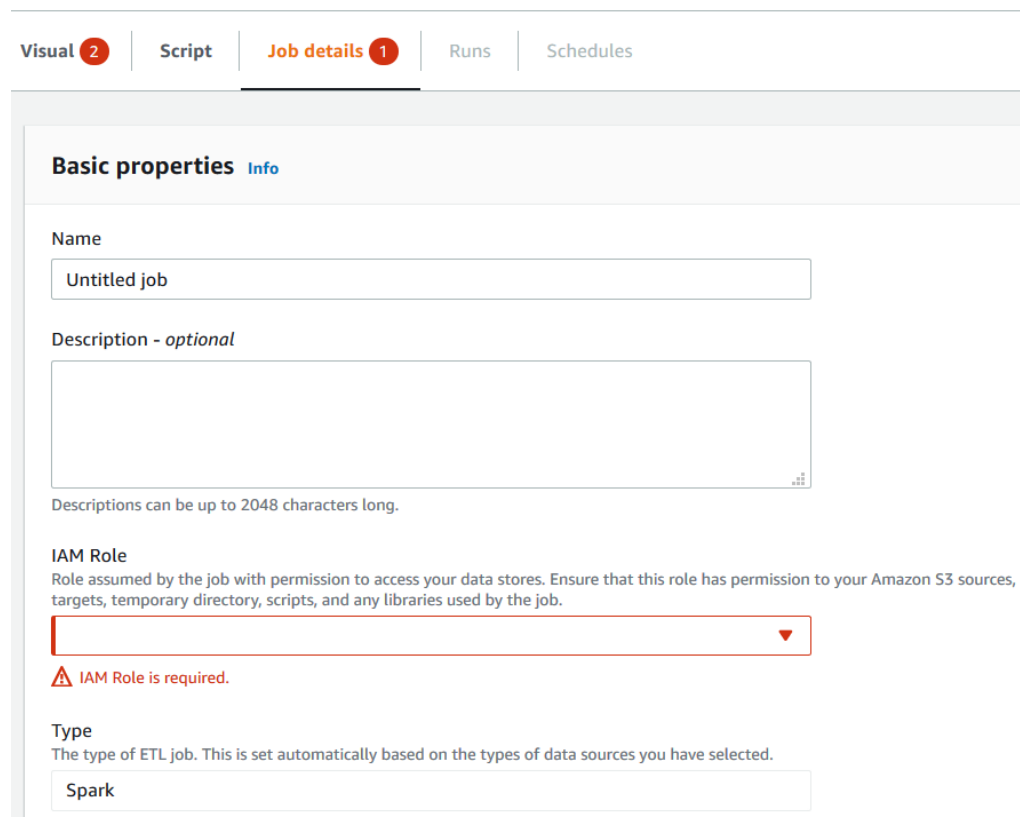 Visual 2 Script Job details 1 Runs Schedules
Basic properties Info
Name
Untitled job
Description - optional
Descriptions can be up to 2048 characters long.
IAM Role
Role assumed by the job with permission to access your data stores. Ensure that this role has permission to your Amazon S3 sources,
targets, temporary directory, scripts, and any libraries used by the job.
IAM Role is required.
Type
The type of ETL job. This is set automatically based on the types of data sources you have selected.
Spark